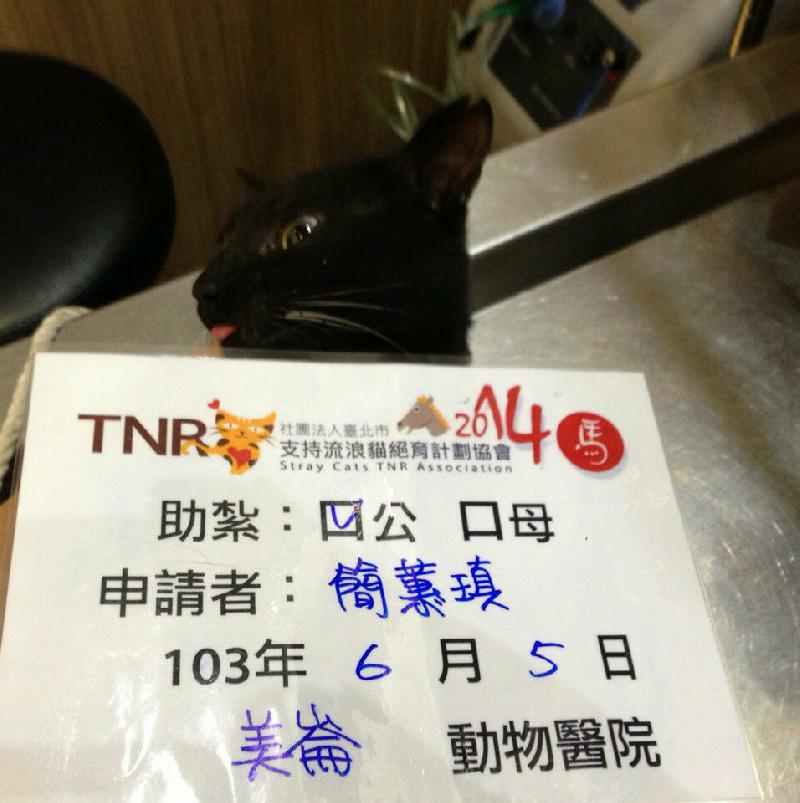 TNR 社團法人臺北市 2014 馬
支持流浪貓絕育計劃協會
Stray Cats TNR Association
助紮：☑公 口母
申請者：簡慕瑱
103年 6 月 5 日
美崙 動物醫院